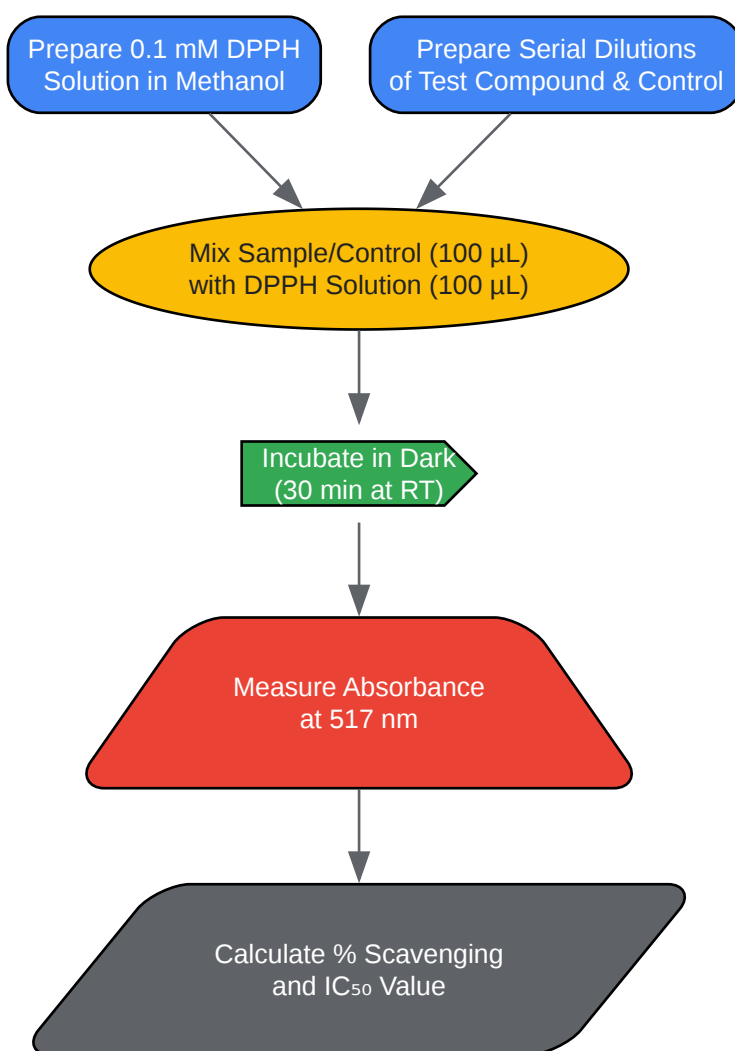 Prepare 0.1 mM DPPH
Solution in Methanol
Prepare Serial Dilutions
of Test Compound & Control
Mix Sample/Control (100 µL)
with DPPH Solution (100 µL)
Incubate in Dark
(30 min at RT)
Measure Absorbance
at 517 nm
Calculate % Scavenging
and IC₅₀ Value